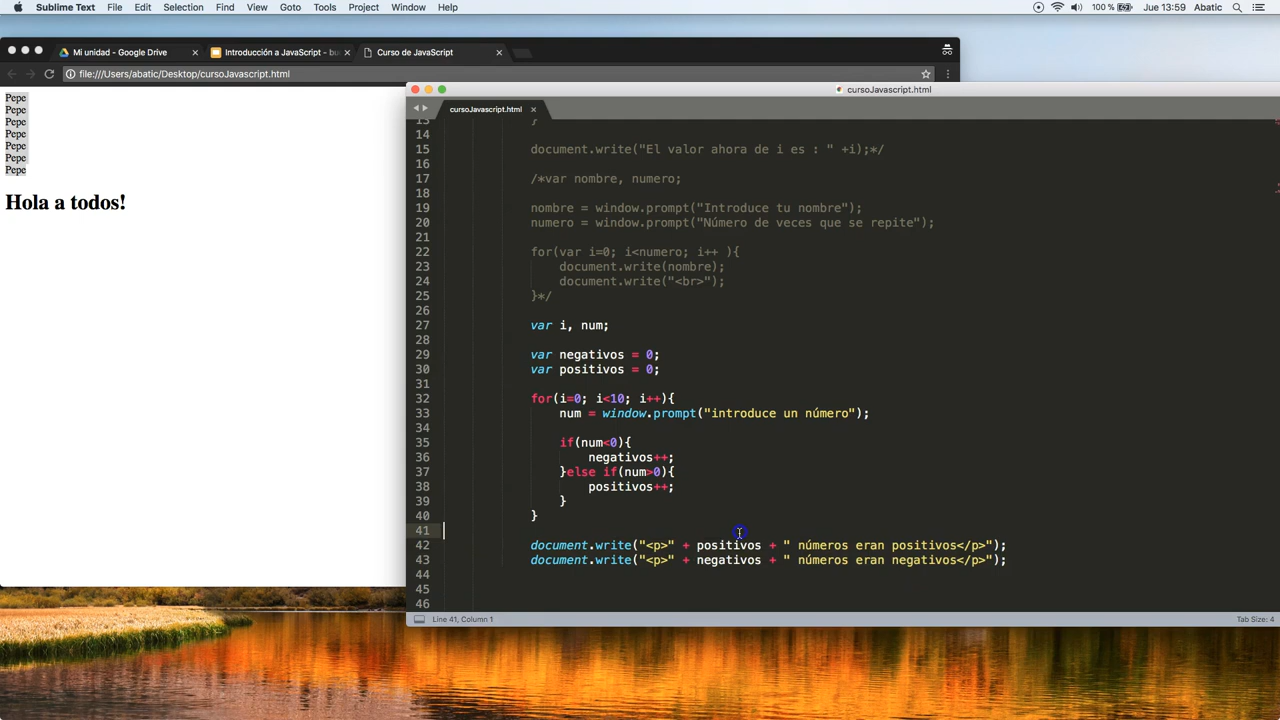 Sublime Text File Edit Selection Find View Goto Tools Project Window Help 100 % Jue 13:59 Abatic
Mi unidad - Google Drive × Introducción a JavaScript - bu × Curso de JavaScript ×
file:///Users/abatic/Desktop/cursoJavascript.html
Pepe
Pepe
Pepe
Pepe
Pepe
Pepe
Pepe
Hola a todos!
cursoJavascript.html
cursoJavascript.html ×
13 }
14
15 document.write("El valor ahora de i es : " +i);*/
16
17 /*var nombre, numero;
18
19 nombre = window.prompt("Introduce tu nombre");
20 numero = window.prompt("Número de veces que se repite");
21
22 for(var i=0; i<numero; i++ ){
23 document.write(nombre);
24 document.write("<br>");
25 }*/
26
27 var i, num;
28
29 var negativos = 0;
30 var positivos = 0;
31
32 for(i=0; i<10; i++){
33 num = window.prompt("introduce un número");
34
35 if(num<0){
36 negativos++;
37 }else if(num>0){
38 positivos++;
39 }
40 }
41
42 document.write("<p>" + positivos + " números eran positivos</p>");
43 document.write("<p>" + negativos + " números eran negativos</p>");
44
45
46
Line 41, Column 1 Tab Size: 4